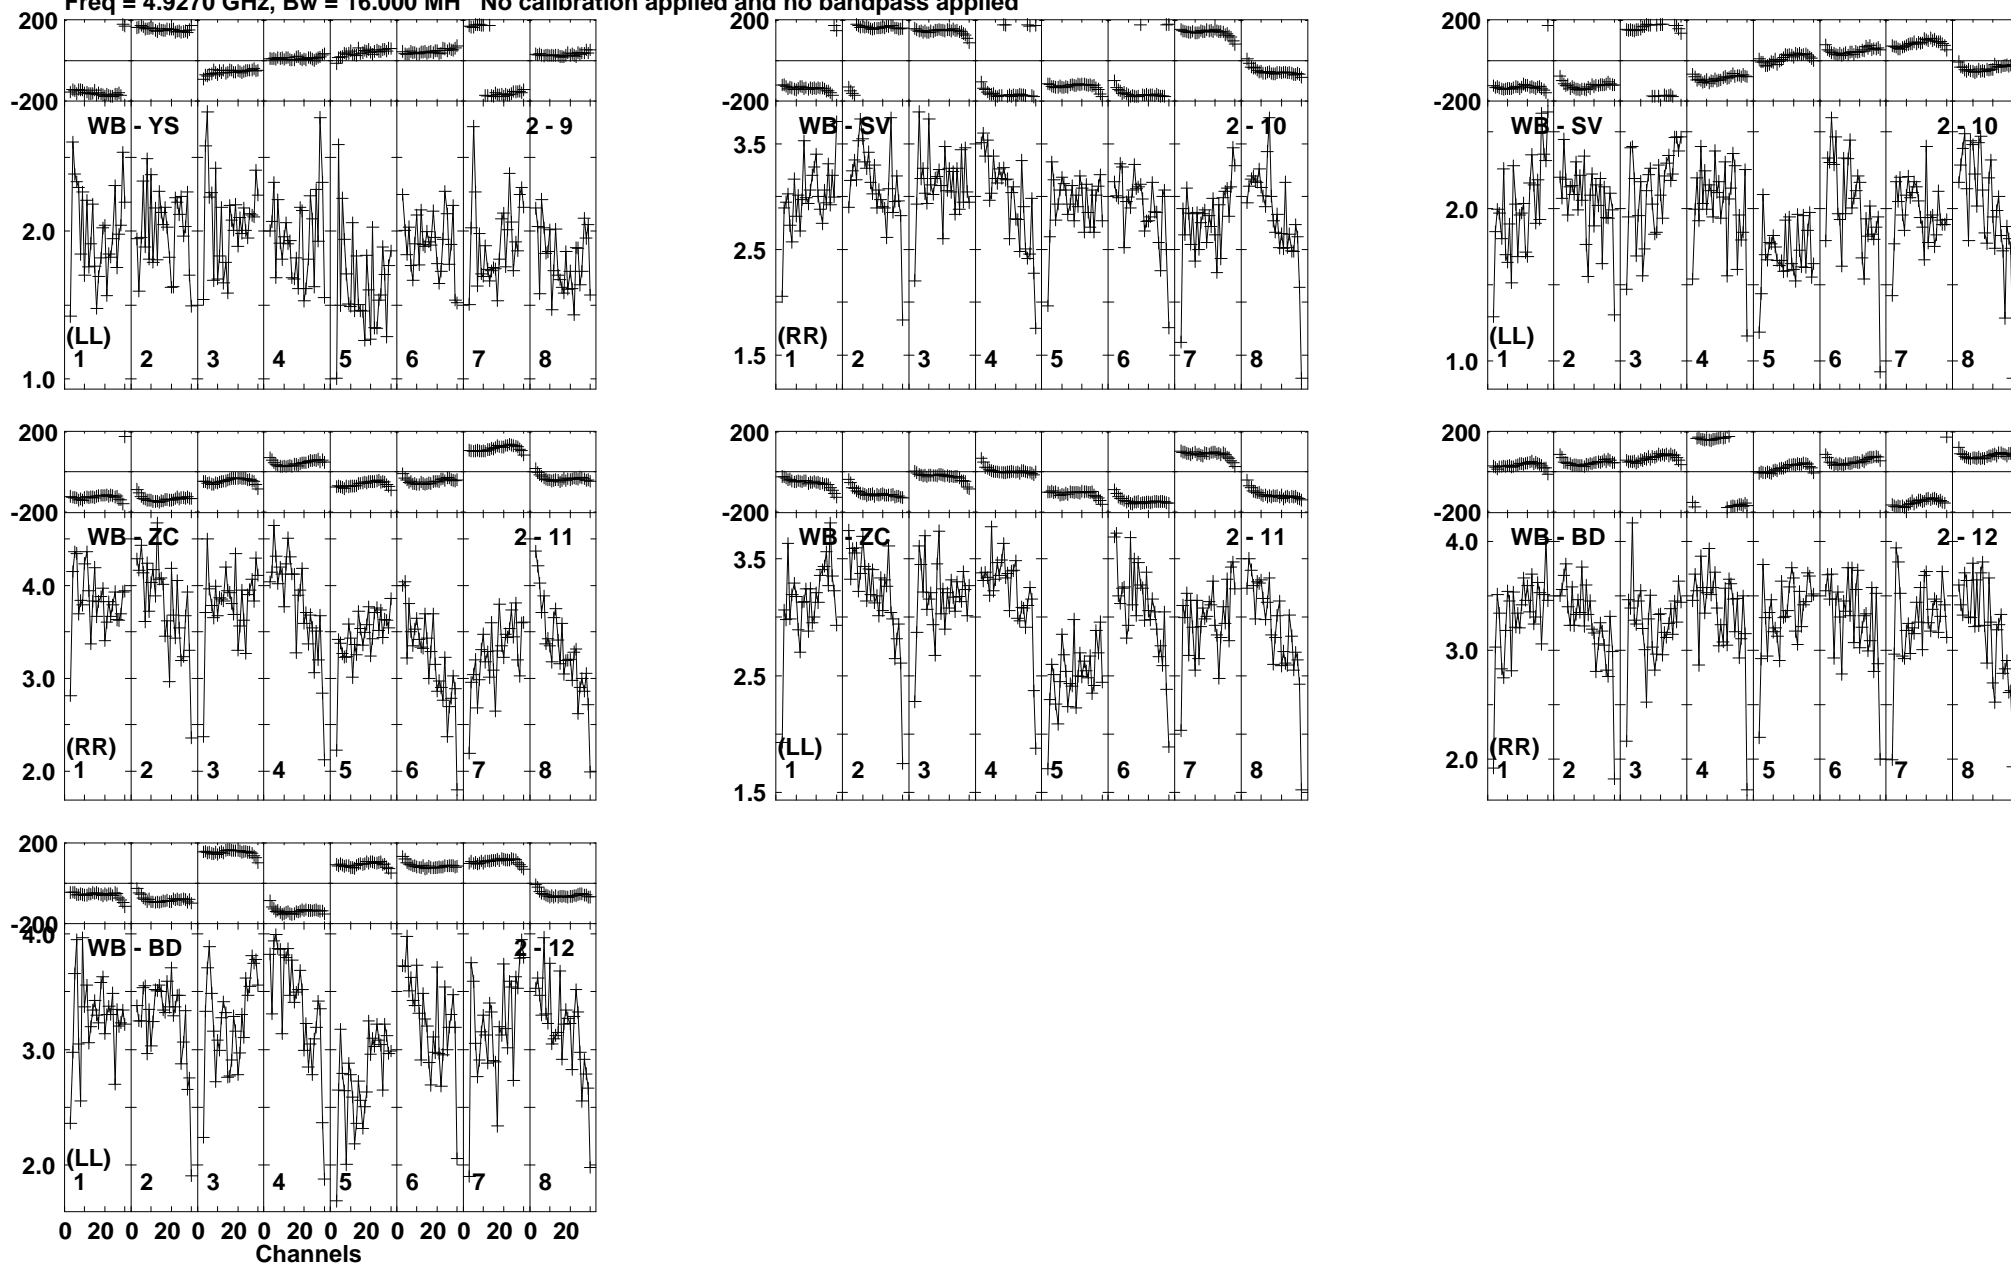 Freq = 4.9270 GHz, Bw = 16.000 MH No calibration applied and no bandpass applied
200
-200
WB - YS 2 - 9
2.0
1.0
(LL)
1 2 3 4 5 6 7 8
200
-200
WB - SV 2 - 10
3.5
2.5
1.5
(RR)
1 2 3 4 5 6 7 8
200
-200
WB - SV 2 - 10
2.0
1.0
(LL)
1 2 3 4 5 6 7 8
200
-200
WB - ZC 2 - 11
4.0
3.0
2.0
(RR)
1 2 3 4 5 6 7 8
200
-200
WB - ZC 2 - 11
3.5
2.5
1.5
(LL)
1 2 3 4 5 6 7 8
200
-200
WB - BD 2 - 12
4.0
3.0
2.0
(RR)
1 2 3 4 5 6 7 8
200
-200
4.0
WB - BD 2 - 12
3.0
2.0
(LL)
1 2 3 4 5 6 7 8
0 20 0 20 0 20 0 20 0 20 0 20 0 20 0 20
Channels